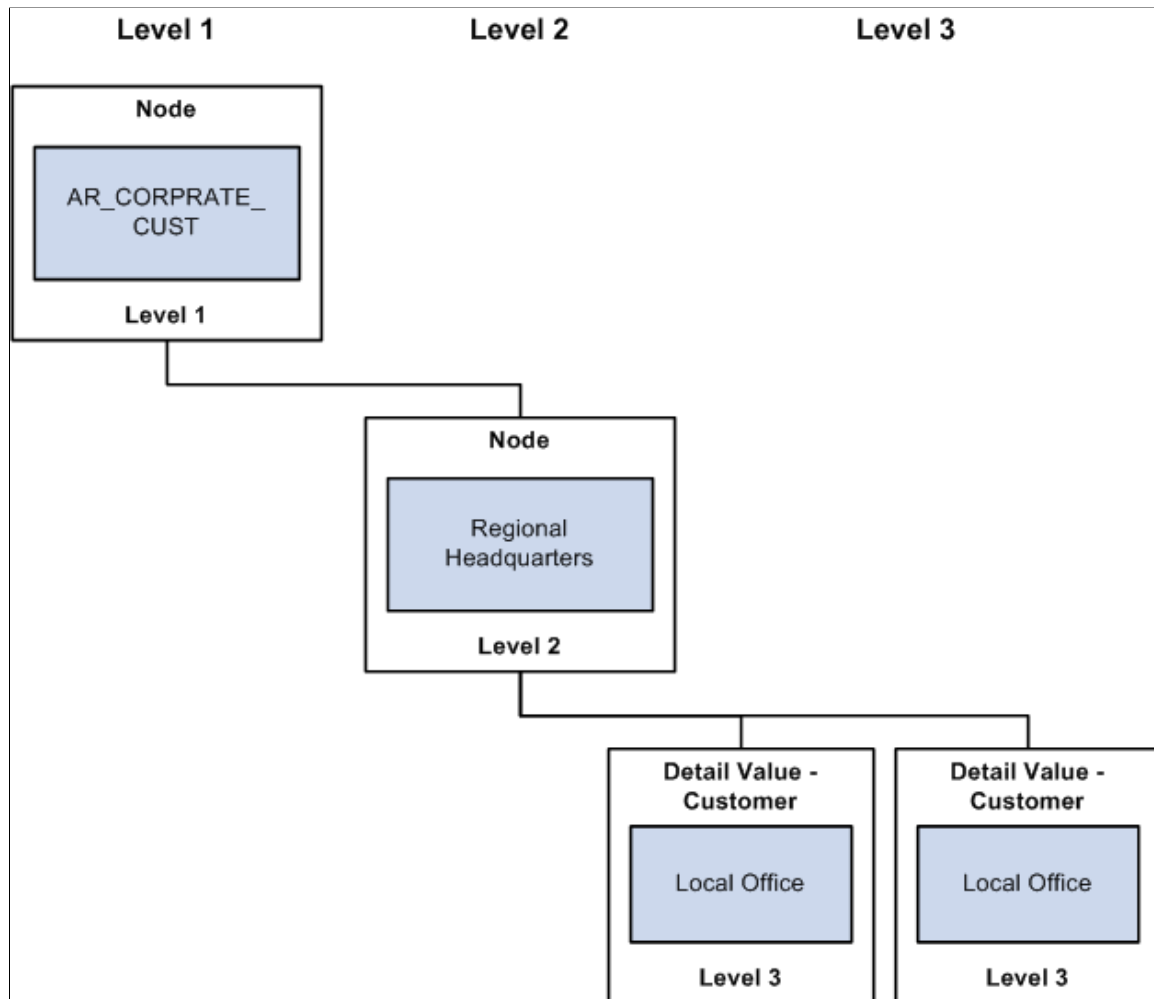 Level 1 Level 2 Level 3
Node
AR_CORPRATE_
CUST
Level 1
Node
Regional
Headquarters
Level 2
Detail Value -
Customer
Local Office
Level 3
Detail Value -
Customer
Local Office
Level 3